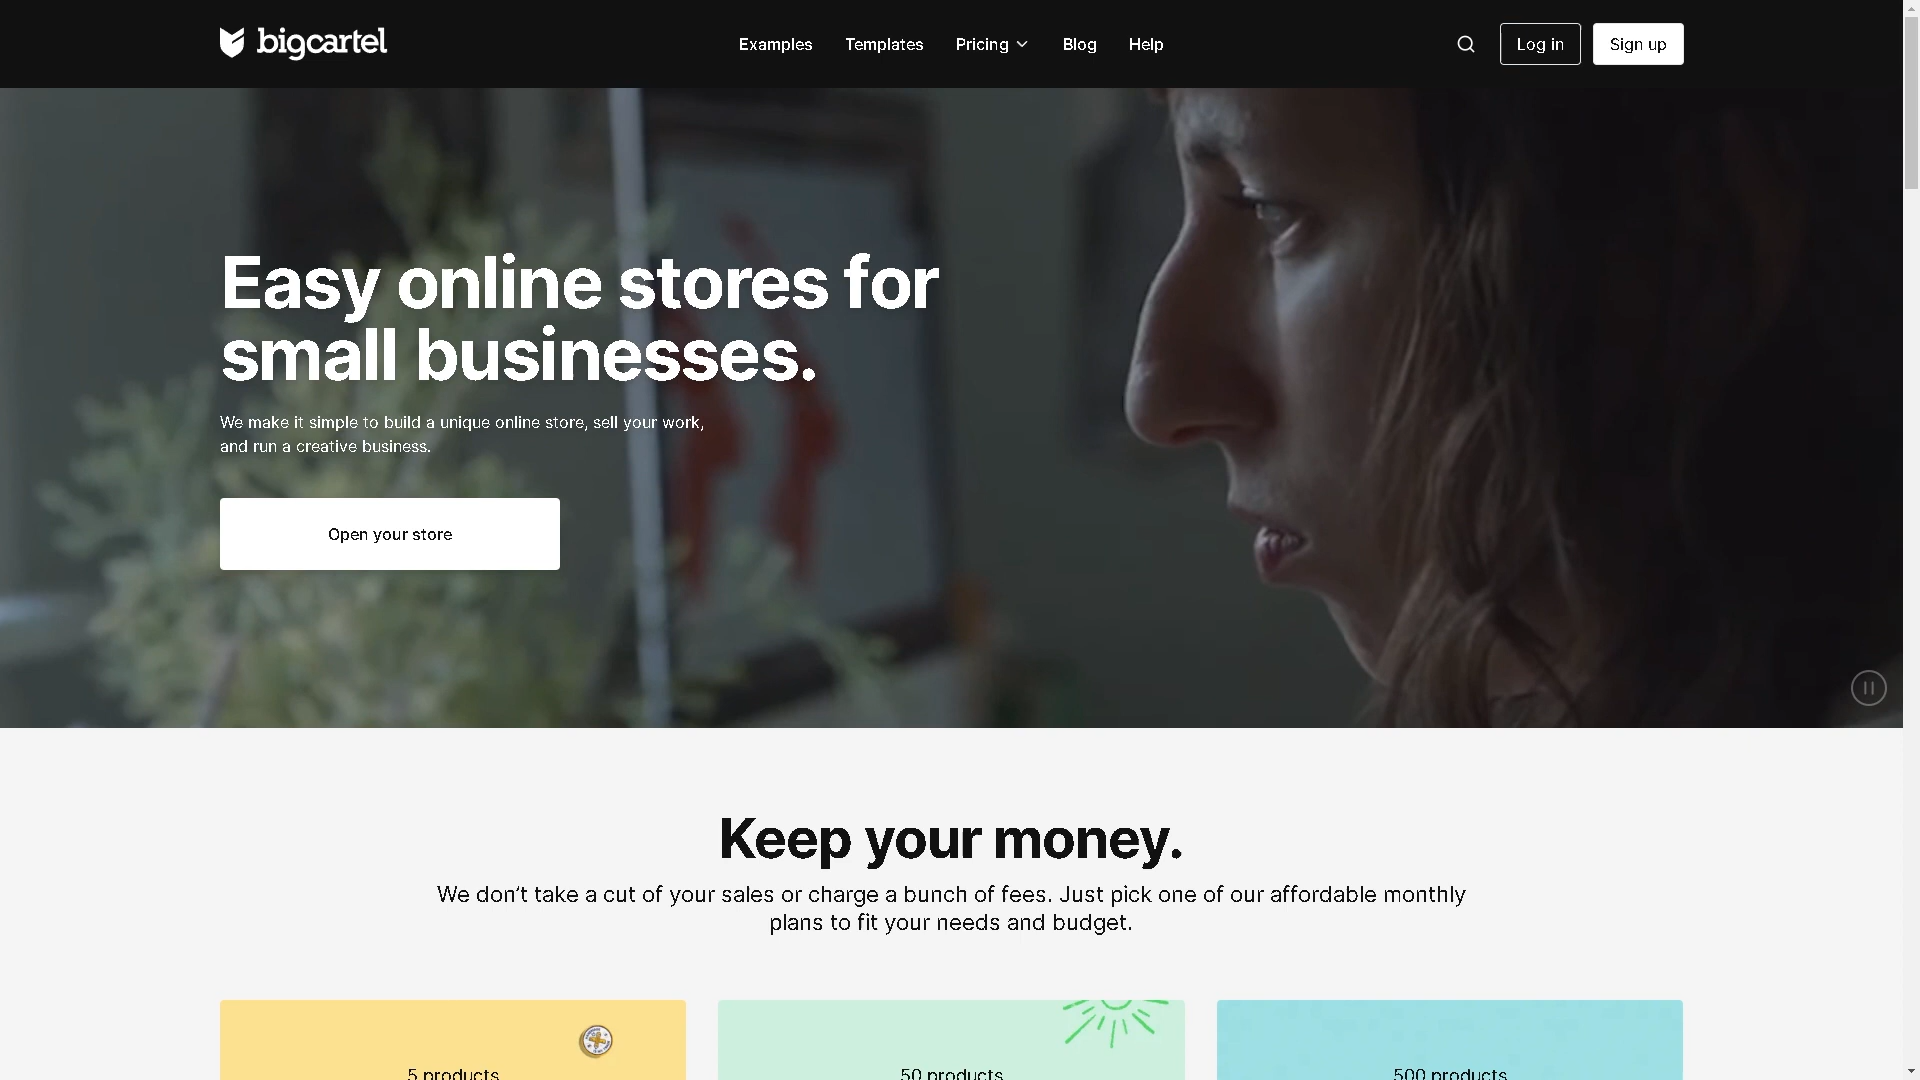 bigcartel
Examples
Templates
Pricing
Blog
Help
Log in
Sign up
Easy online stores for
small businesses.
We make it simple to build a unique online store, sell your work,
and run a creative business.
Open your store
Keep your money.
We don’t take a cut of your sales or charge a bunch of fees. Just pick one of our affordable monthly
plans to fit your needs and budget.
5 products
50 products
500 products